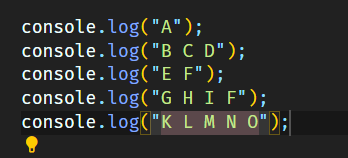 console.log("A");
console.log("B C D");
console.log("E F");
console.log("G H I F");
console.log("K L M N O");